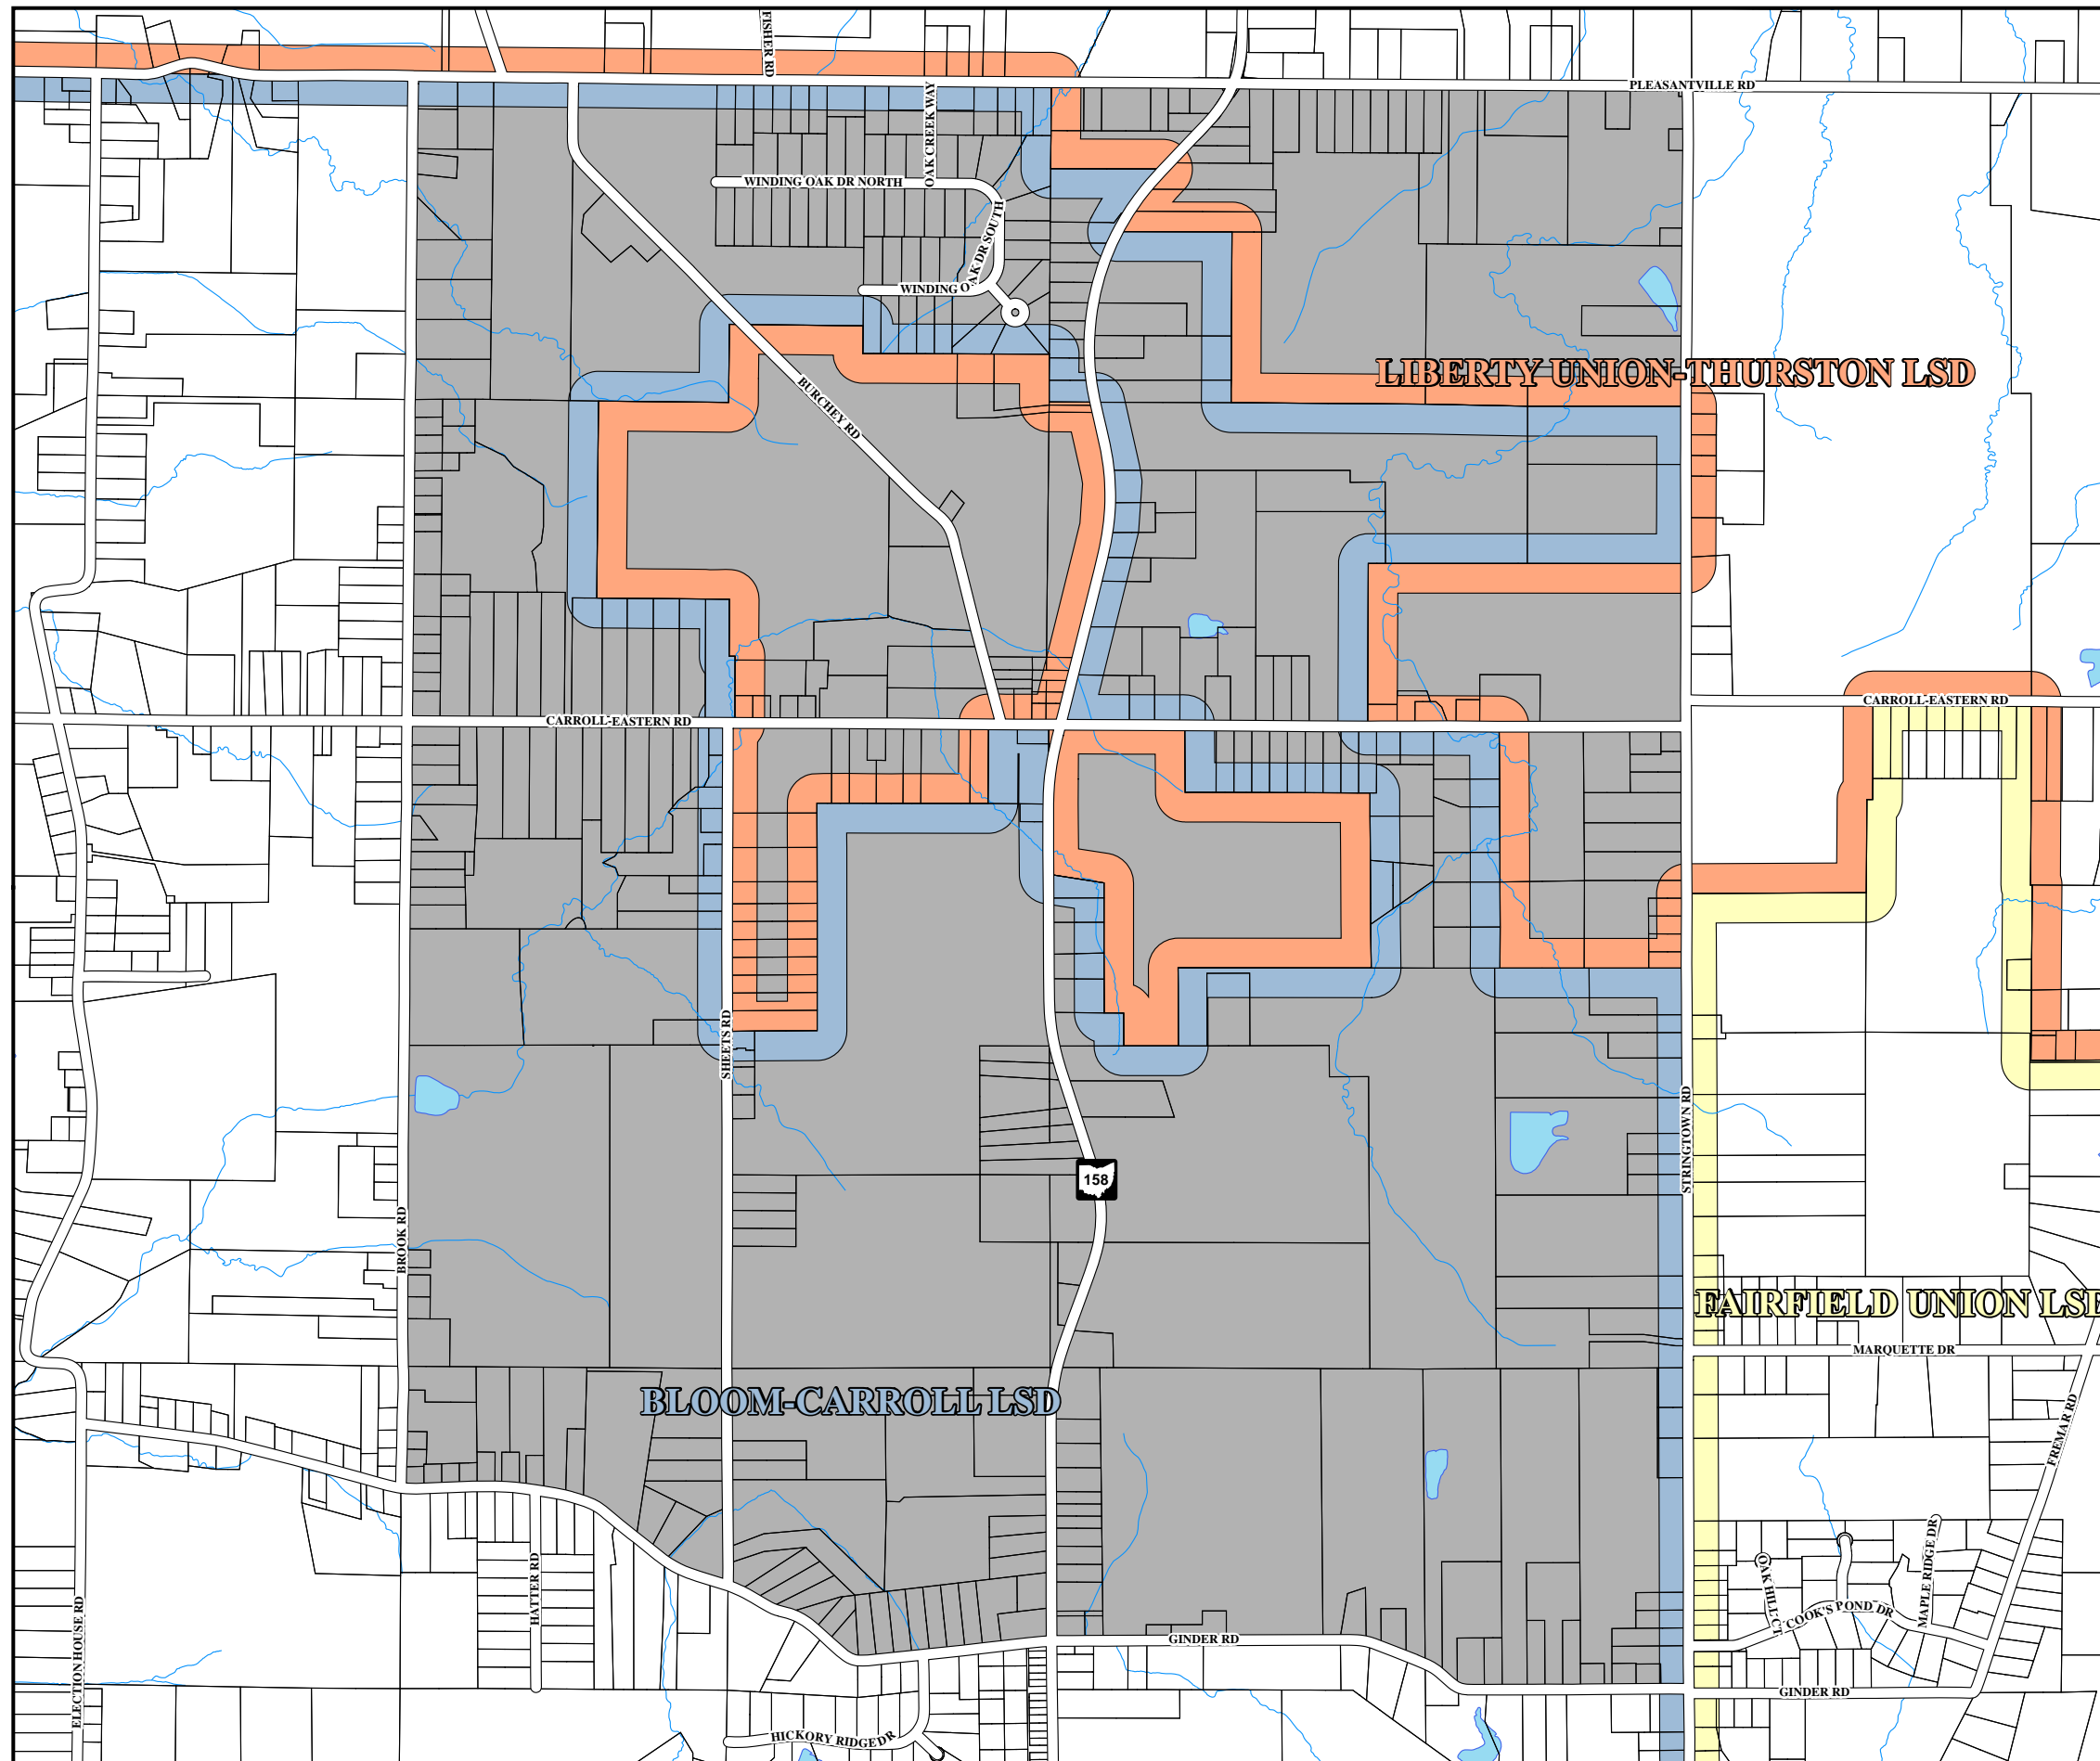 FISHER RD
PLEASANTVILLE RD
OAK CREEK WAY
WINDING OAK DR NORTH
WINDING OAK DR SOUTH
LIBERTY UNION-THURSTON LSD
BURCHEY RD
CARROLL-EASTERN RD
CARROLL-EASTERN RD
SHEETS RD
STRINGTOWN RD
158
BROOK RD
FAIRFIELD UNION LSD
MARQUETTE DR
BLOOM-CARROLL LSD
FREMAR RD
HATTER RD
OAK HILL CT
COOK'S POND DR
MAPLE RIDGE DR
ELECTION HOUSE RD
GINDER RD
GINDER RD
HICKORY RIDGE DR